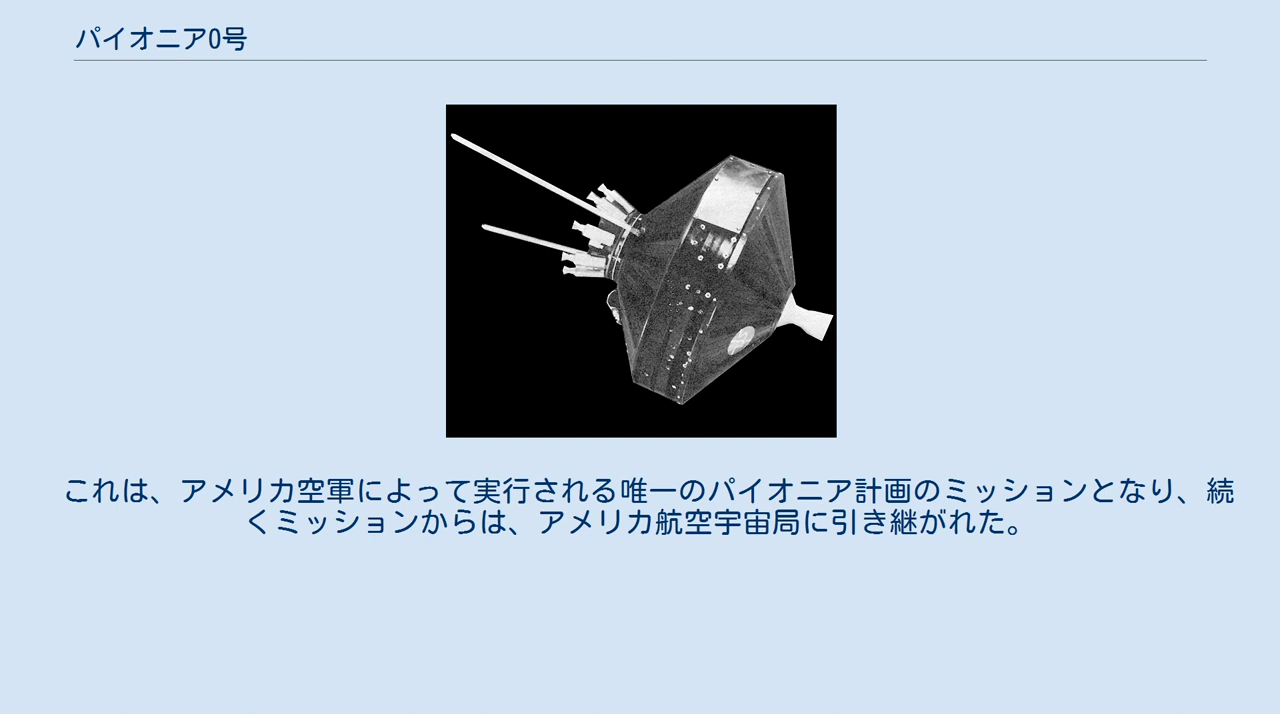 パイオニア0号
これは、アメリカ空軍によって実行される唯一のパイオニア計画のミッションとなり、続
くミッションからは、アメリカ航空宇宙局に引き継がれた。